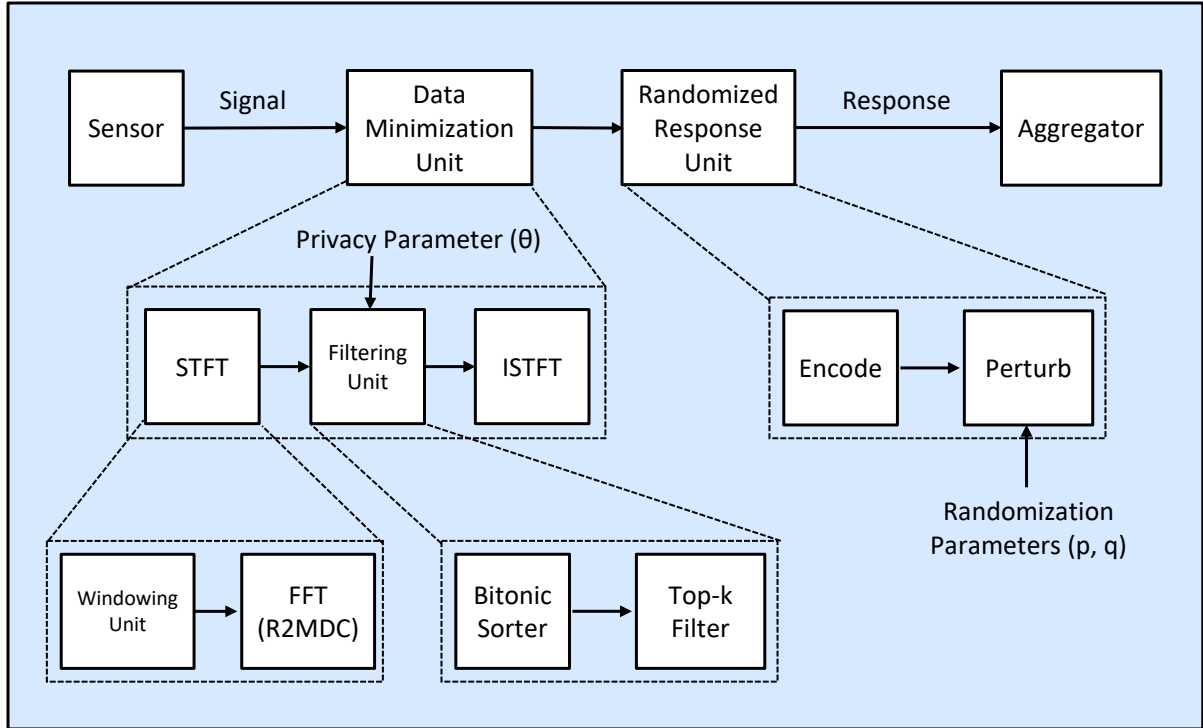 Sensor
Signal
Data
Minimization
Unit
Randomized
Response
Unit
Response
Aggregator
Privacy Parameter (θ)
STFT
Filtering
Unit
ISTFT
Encode
Perturb
Randomization
Parameters (p, q)
Windowing
Unit
FFT
(R2MDC)
Bitonic
Sorter
Top-k
Filter